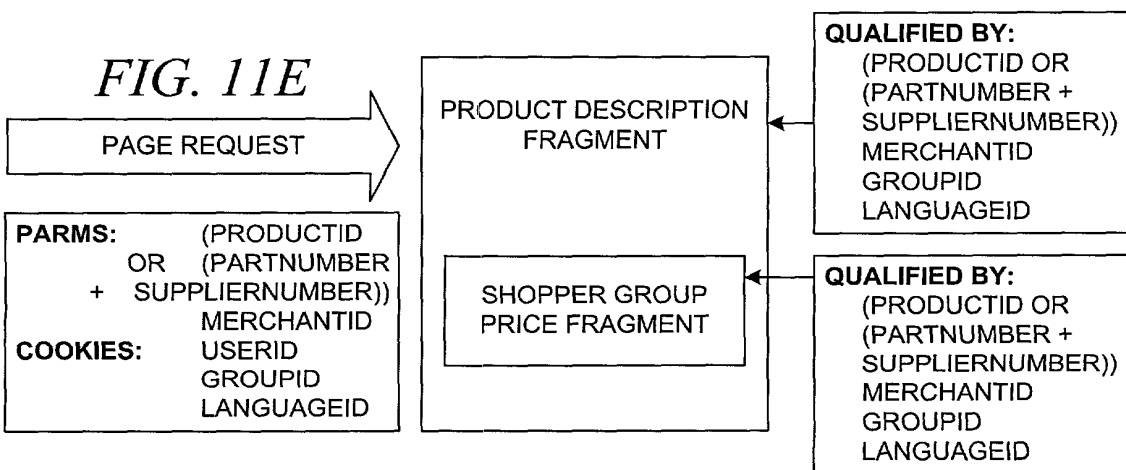 FIG. 11E
PAGE REQUEST
PARMS: (PRODUCTID
OR (PARTNUMBER
+ SUPPLIERNUMBER))
MERCHANTID
COOKIES: USERID
GROUPID
LANGUAGEID
PRODUCT DESCRIPTION
FRAGMENT
SHOPPER GROUP
PRICE FRAGMENT
QUALIFIED BY:
(PRODUCTID OR
(PARTNUMBER +
SUPPLIERNUMBER))
MERCHANTID
GROUPID
LANGUAGEID
QUALIFIED BY:
(PRODUCTID OR
(PARTNUMBER +
SUPPLIERNUMBER))
MERCHANTID
GROUPID
LANGUAGEID